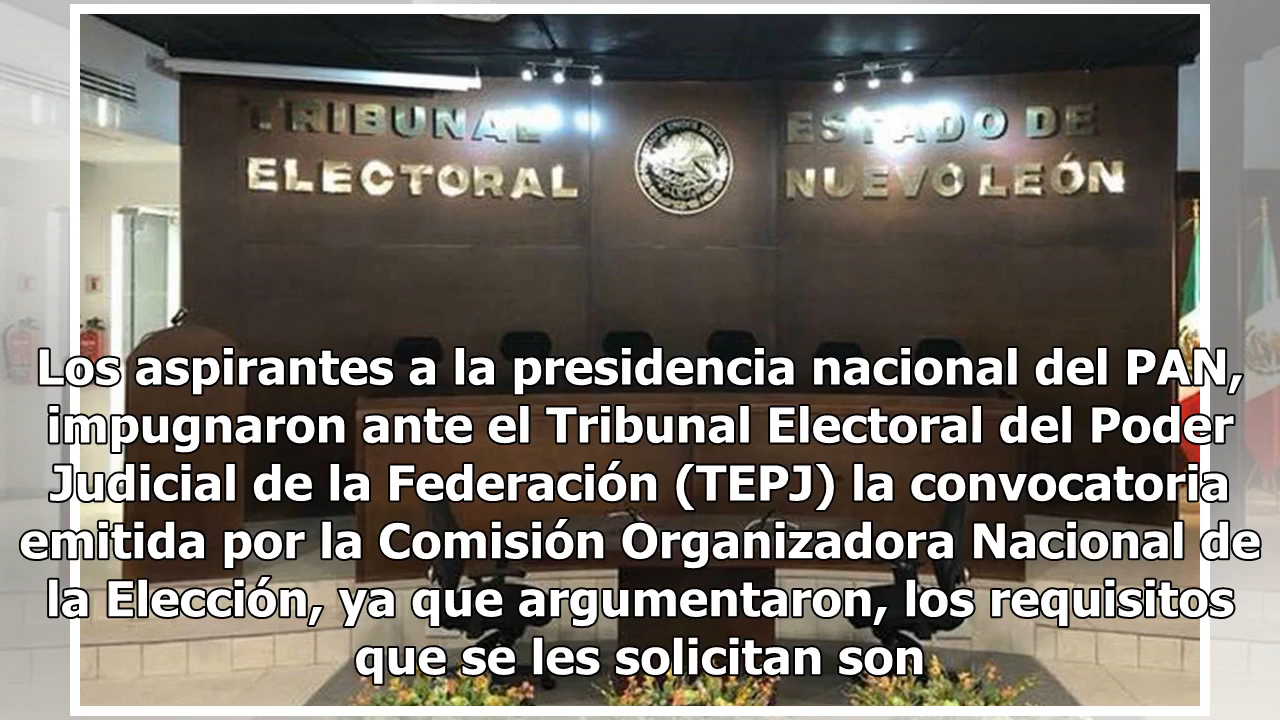 TRIBUNAL
ELECTORAL
ESTADO DE
NUEVO LEÓN
Los aspirantes a la presidencia nacional del PAN,
impugnaron ante el Tribunal Electoral del Poder
Judicial de la Federación (TEPJ) la convocatoria
emitida por la Comisión Organizadora Nacional de
la Elección, ya que argumentaron, los requisitos
que se les solicitan son